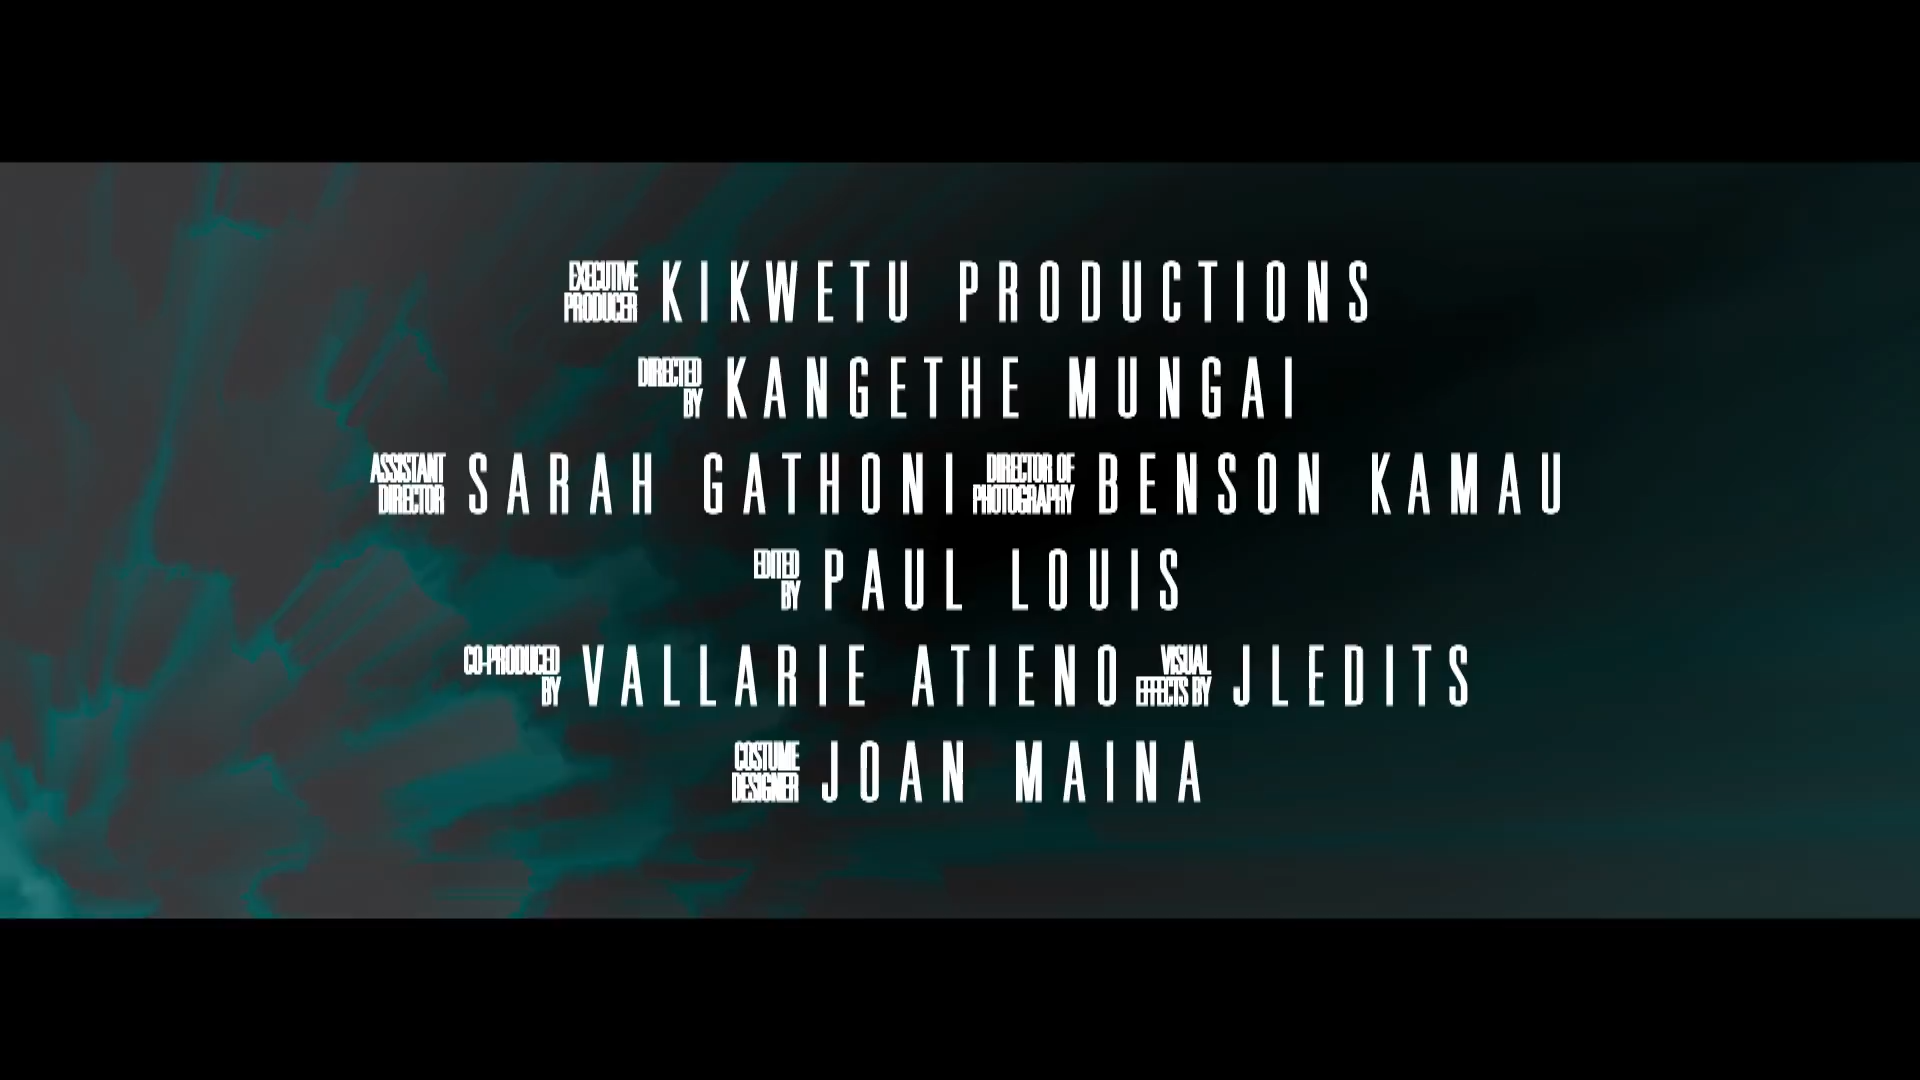 EXECUTIVE PRODUCER KIKWETU PRODUCTIONS
DIRECTED BY KANGETHE MUNGAI
ASSISTANT DIRECTOR SARAH GATHONI DIRECTOR OF PHOTOGRAPHY BENSON KAMAU
EDITED BY PAUL LOUIS
CO-PRODUCED BY VALLARIE ATIENO VISUAL EFFECTS BY JLEDITS
COSTUME DESIGNER JOAN MAINA